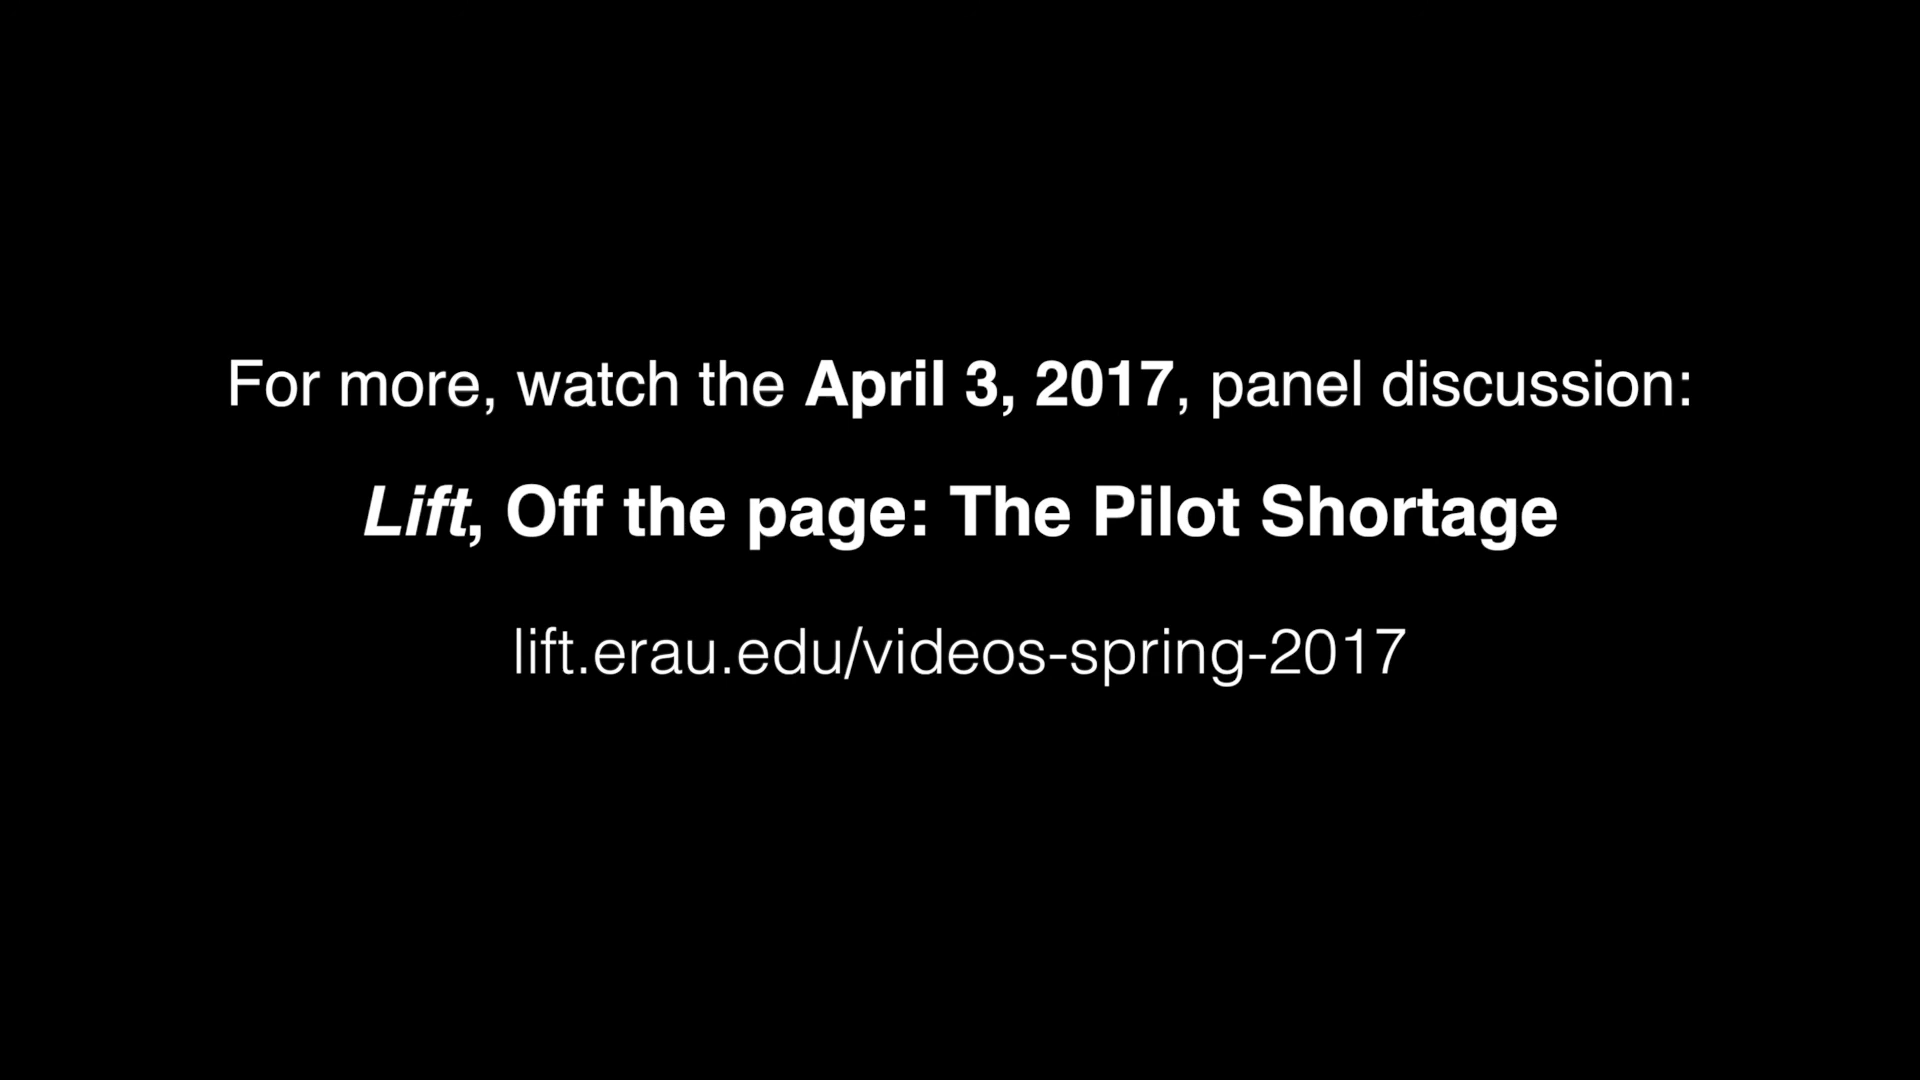 For more, watch the April 3, 2017, panel discussion:
Lift, Off the page: The Pilot Shortage
lift.erau.edu/videos-spring-2017